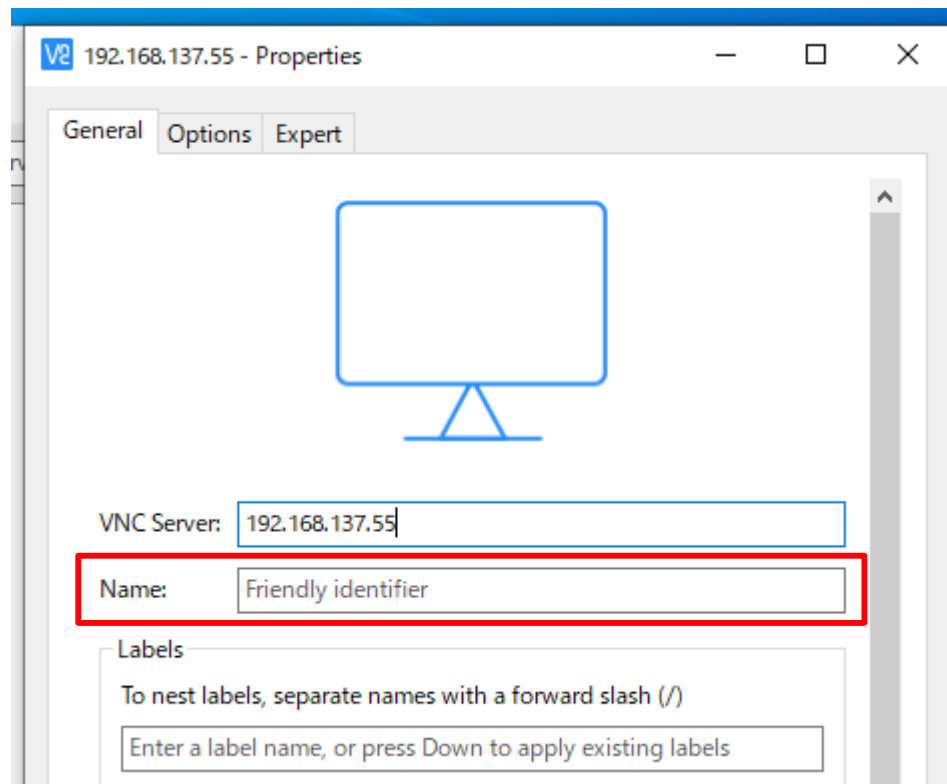 V2 192.168.137.55 - Properties
General Options Expert
VNC Server: 192.168.137.55
Name: Friendly identifier
Labels
To nest labels, separate names with a forward slash (/)
Enter a label name, or press Down to apply existing labels